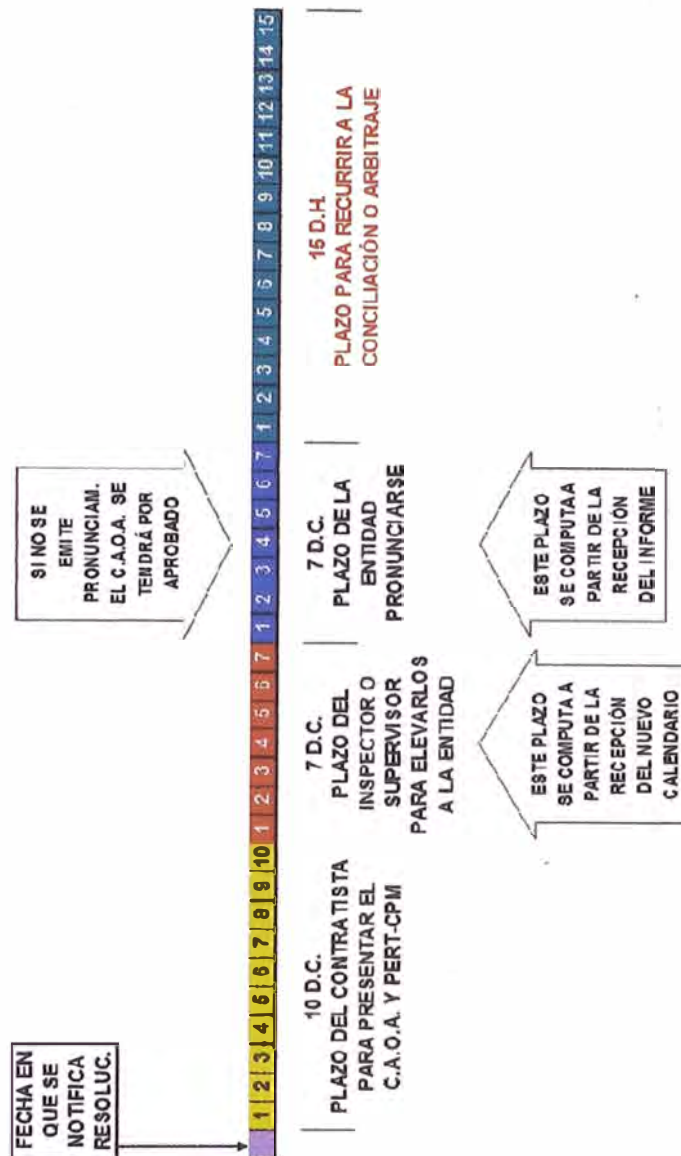 FECHA EN
QUE SE
NOTIFICA
RESOLUC.
SI NO SE
EMITE
PRONUNCIAM.
EL C.A.O.A. SE
TENDRÁ POR
APROBADO
1 2 3 4 5 6 7 8 9 10 1 2 3 4 5 6 7 1 2 3 4 5 6 7 1 2 3 4 5 6 7 8 9 10 11 12 13 14 15
10 D.C.
PLAZO DEL CONTRATISTA
PARA PRESENTAR EL
C.A.O.A. Y PERT-CPM
7 D.C.
PLAZO DEL
INSPECTOR O
SUPERVISOR
PARA ELEVARLOS
A LA ENTIDAD
7 D.C.
PLAZO DE LA
ENTIDAD
PRONUNCIARSE
15 D.H.
PLAZO PARA RECURRIR A LA
CONCILIACIÓN O ARBITRAJE
ESTE PLAZO
SE COMPUTA A
PARTIR DE LA
RECEPCIÓN
DEL NUEVO
CALENDARIO
ESTE PLAZO
SE COMPUTA A
PARTIR DE LA
RECEPCIÓN
DEL INFORME